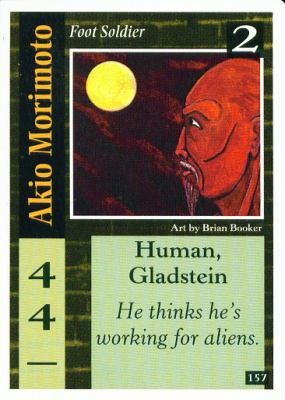 Akio Morimoto
Foot Soldier
2
Art by Brian Booker
4
4
—
Human,
Gladstein
He thinks he's
working for aliens.
157